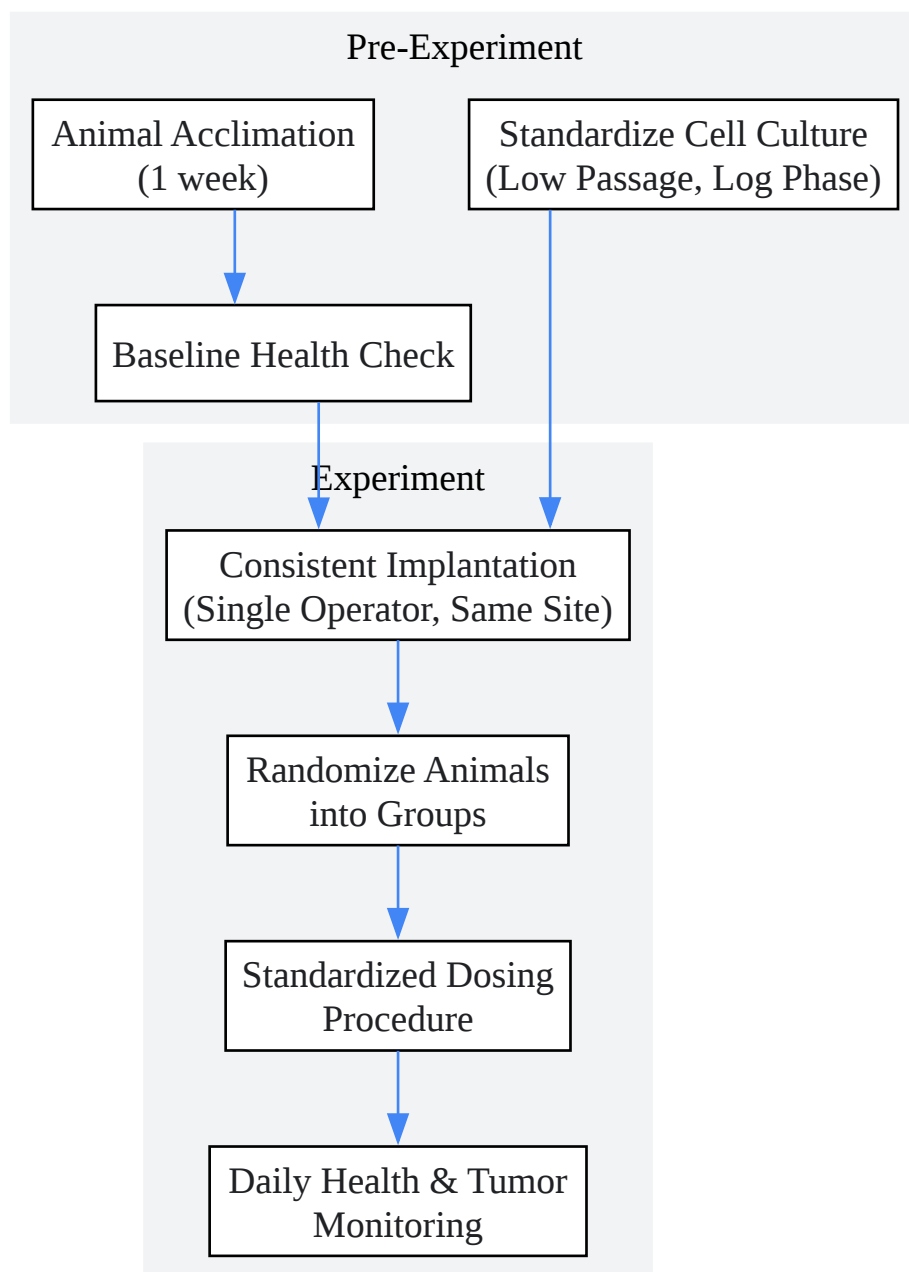 Pre-Experiment
Animal Acclimation
(1 week)
Standardize Cell Culture
(Low Passage, Log Phase)
Baseline Health Check
Experiment
Consistent Implantation
(Single Operator, Same Site)
Randomize Animals
into Groups
Standardized Dosing
Procedure
Daily Health & Tumor
Monitoring